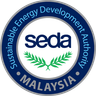 Sustainable Energy Development Authority
seda
• MALAYSIA •